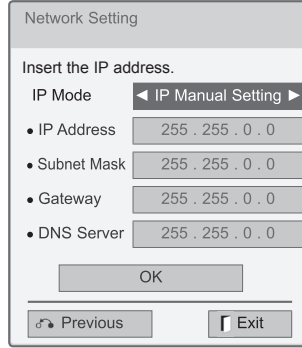 Network Setting
Insert the IP address.
IP Mode ◄ IP Manual Setting ►
• IP Address 255 . 255 . 0 . 0
• Subnet Mask 255 . 255 . 0 . 0
• Gateway 255 . 255 . 0 . 0
• DNS Server 255 . 255 . 0 . 0
OK
Previous Exit